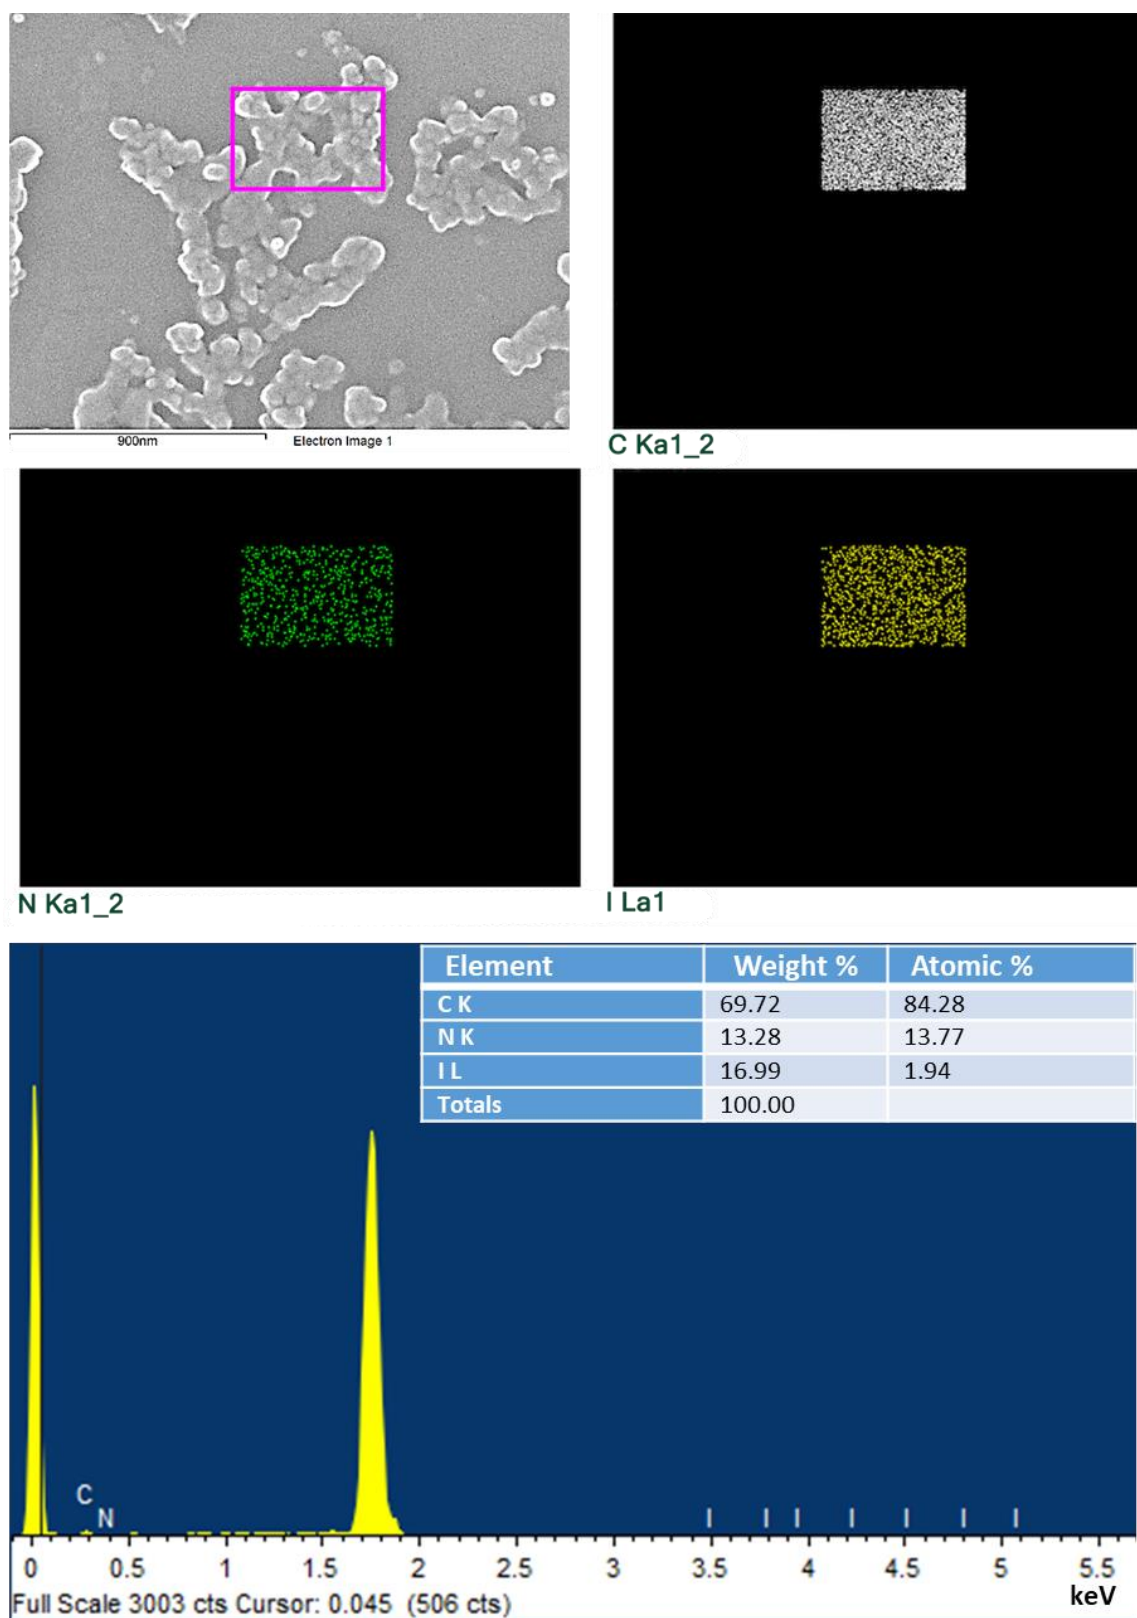 900nm Electron Image 1
C Ka1_2
N Ka1_2
I La1
Element Weight % Atomic %
C K 69.72 84.28
N K 13.28 13.77
I L 16.99 1.94
Totals 100.00
C
N
I I I I I I I
0 0.5 1 1.5 2 2.5 3 3.5 4 4.5 5 5.5
keV
Full Scale 3003 cts Cursor: 0.045 (506 cts)